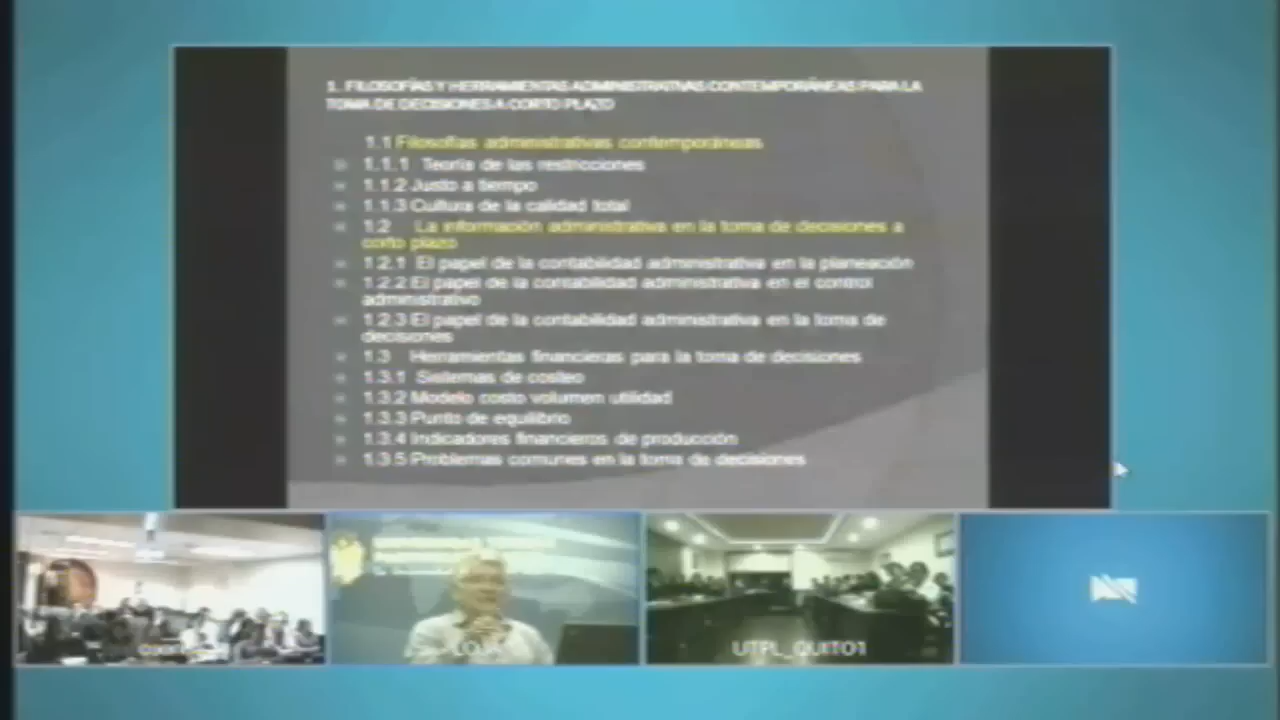 1. FILOSOFÍAS Y HERRAMIENTAS ADMINISTRATIVAS CONTEMPORÁNEAS PARA LA
TOMA DE DECISIONES A CORTO PLAZO
1.1 Filosofías administrativas contemporáneas
1.1.1 Teoría de las restricciones
1.1.2 Justo a tiempo
1.1.3 Cultura de la calidad total
1.2 La información administrativa en la toma de decisiones a
corto plazo
1.2.1 El papel de la contabilidad administrativa en la planeación
1.2.2 El papel de la contabilidad administrativa en el control
administrativo
1.2.3 El papel de la contabilidad administrativa en la toma de
decisiones
1.3 Herramientas financieras para la toma de decisiones
1.3.1 Sistemas de costeo
1.3.2 Modelo costo volumen utilidad
1.3.3 Punto de equilibrio
1.3.4 Indicadores financieros de producción
1.3.5 Problemas comunes en la toma de decisiones
UTPL_QUITO1